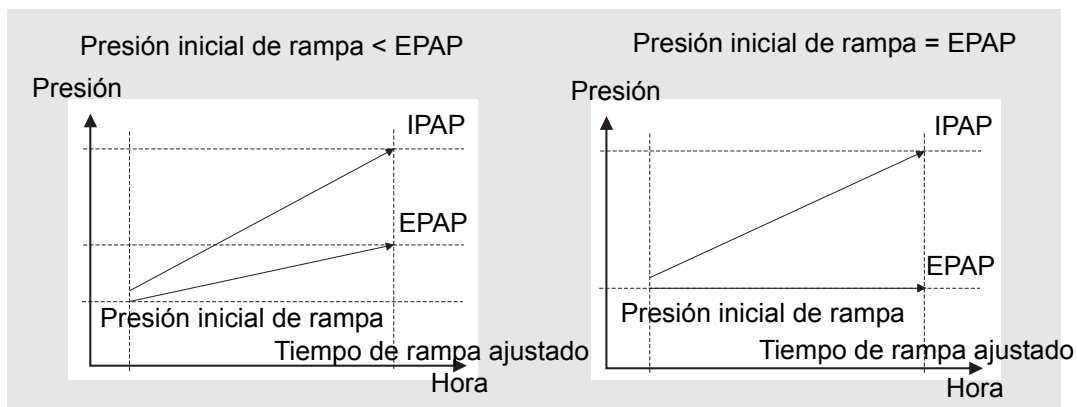 Presión inicial de rampa < EPAP
Presión
IPAP
EPAP
Presión inicial de rampa
Tiempo de rampa ajustado
Hora
Presión inicial de rampa = EPAP
Presión
IPAP
EPAP
Presión inicial de rampa
Tiempo de rampa ajustado
Hora